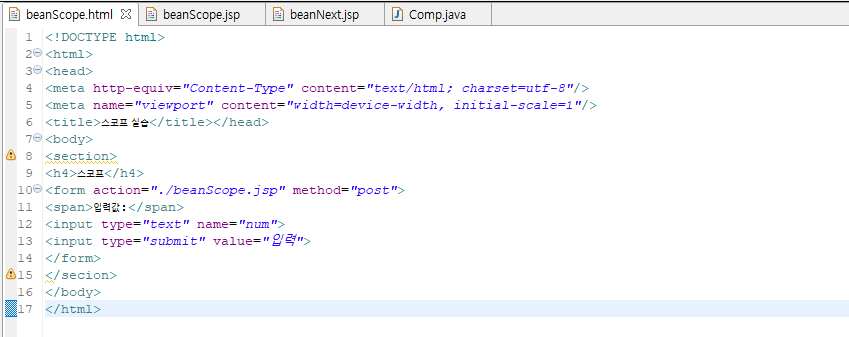 beanScope.html beanScope.jsp beanNext.jsp Comp.java
1 <!DOCTYPE html>
2 <html>
3 <head>
4 <meta http-equiv="Content-Type" content="text/html; charset=utf-8"/>
5 <meta name="viewport" content="width=device-width, initial-scale=1"/>
6 <title>스코프 실습</title></head>
7 <body>
8 <section>
9 <h4>스코프</h4>
10 <form action="./beanScope.jsp" method="post">
11 <span>입력값:</span>
12 <input type="text" name="num">
13 <input type="submit" value="입력">
14 </form>
15 </secion>
16 </body>
17 </html>